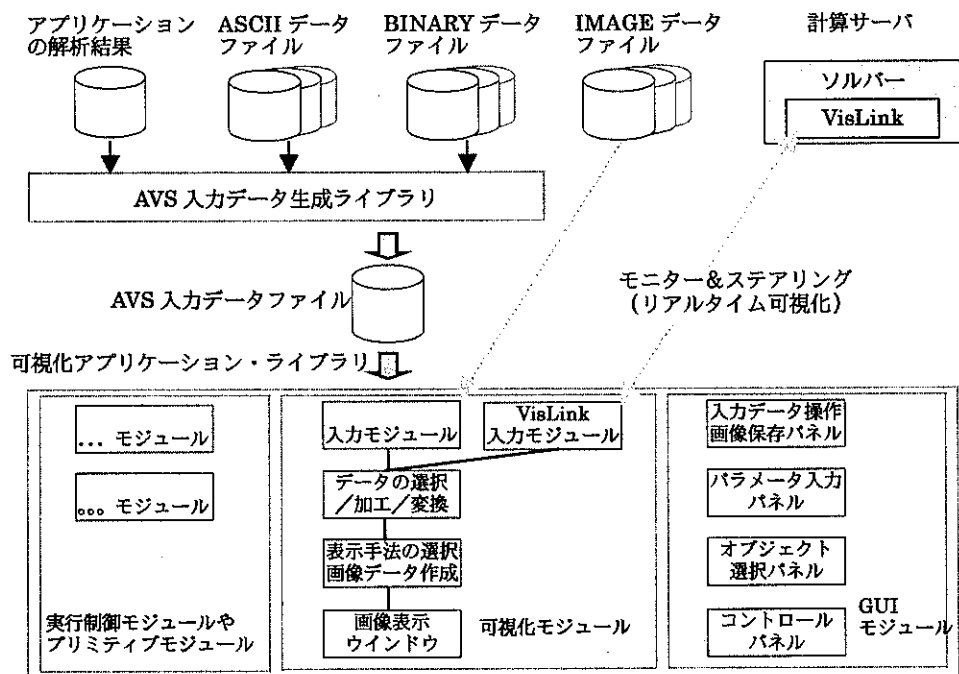 アプリケーション
の解析結果
ASCII データ
ファイル
BINARY データ
ファイル
IMAGE データ
ファイル
計算サーバ
ソルバー
VisLink
AVS 入力データ生成ライブラリ
AVS 入力データファイル
モニター＆ステアリング
（リアルタイム可視化）
可視化アプリケーション・ライブラリ
... モジュール
... モジュール
実行制御モジュールや
プリミティブモジュール
入力モジュール
VisLink
入力モジュール
データの選択
／加工／変換
表示手法の選択
画像データ作成
画像表示
ウインドウ
可視化モジュール
入力データ操作
画像保存パネル
パラメータ入力
パネル
オブジェクト
選択パネル
コントロール
パネル
GUI
モジュール